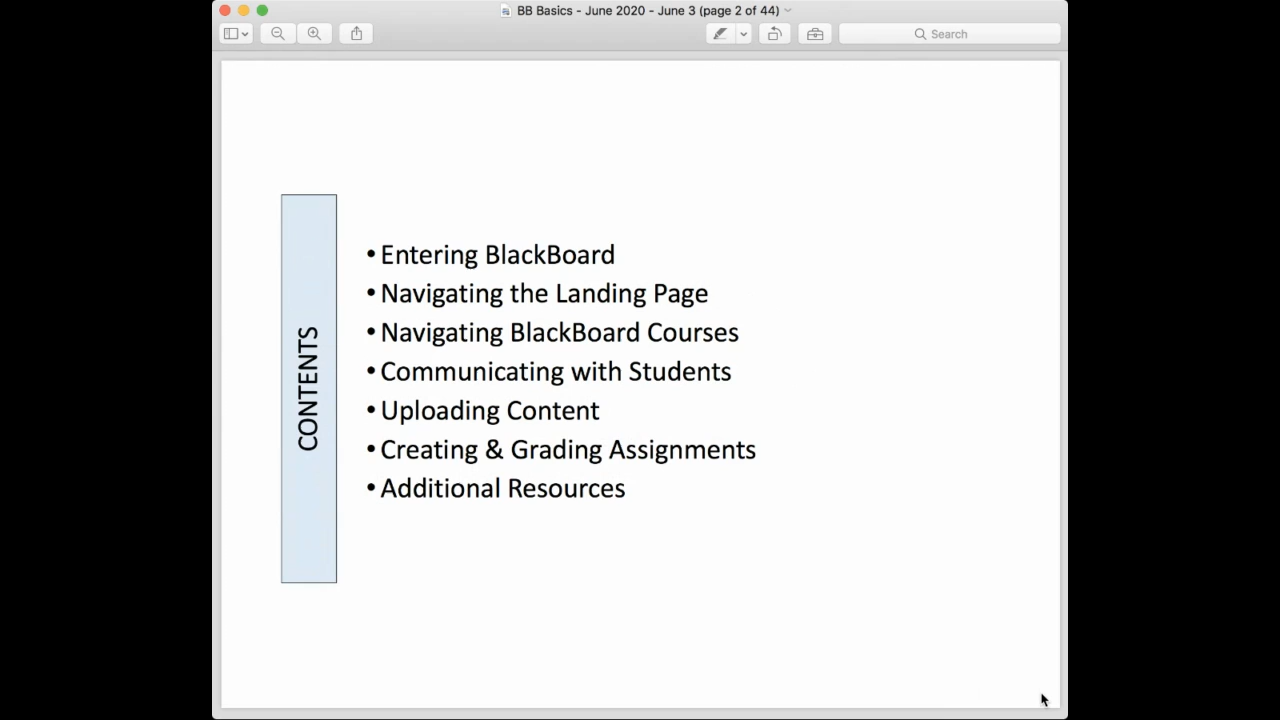 BB Basics - June 2020 - June 3 (page 2 of 44)
Search
CONTENTS
• Entering BlackBoard
• Navigating the Landing Page
• Navigating BlackBoard Courses
• Communicating with Students
• Uploading Content
• Creating & Grading Assignments
• Additional Resources